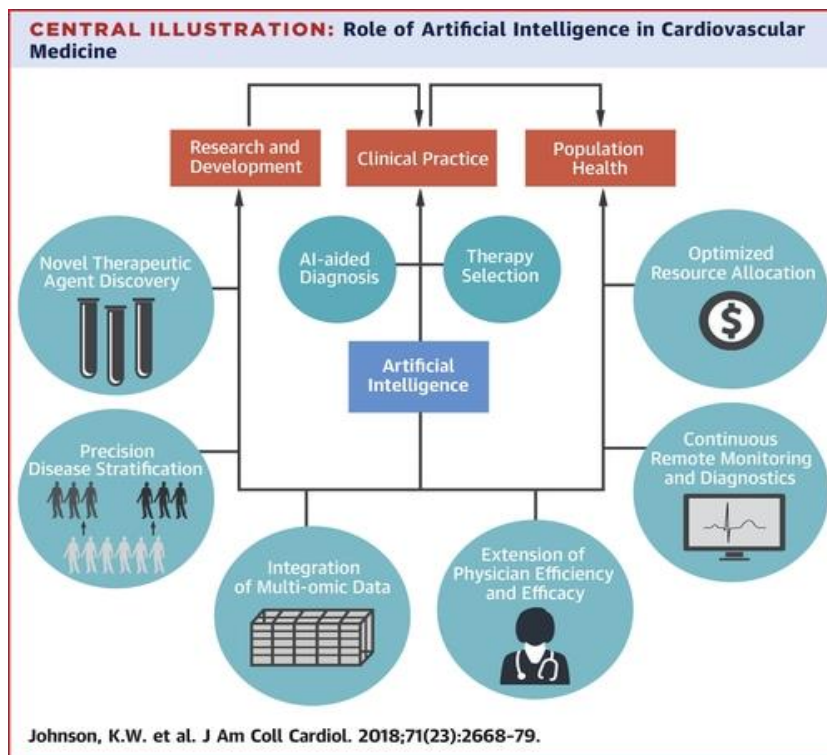 CENTRAL ILLUSTRATION: Role of Artificial Intelligence in Cardiovascular
Medicine
Research and
Development
Clinical Practice
Population
Health
Novel Therapeutic
Agent Discovery
AI-aided
Diagnosis
Therapy
Selection
Optimized
Resource Allocation
$
Artificial
Intelligence
Precision
Disease Stratification
Continuous
Remote Monitoring
and Diagnostics
Integration
of Multi-omic Data
Extension of
Physician Efficiency
and Efficacy
Johnson, K.W. et al. J Am Coll Cardiol. 2018;71(23):2668-79.